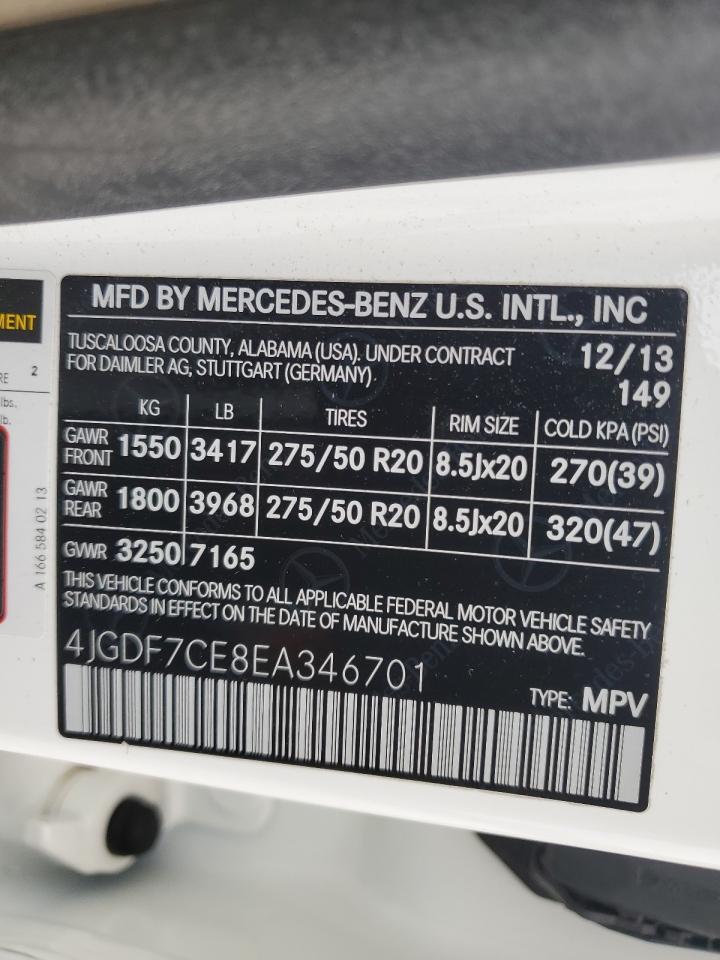 MENT
RE 2
lbs.
lb.
A 166 584 02 13
MFD BY MERCEDES-BENZ U.S. INTL., INC
TUSCALOOSA COUNTY, ALABAMA (USA). UNDER CONTRACT 12/13
FOR DAIMLER AG, STUTTGART (GERMANY) 149
KG LB TIRES RIM SIZE COLD KPA (PSI)
GAWR FRONT 1550 3417 275/50 R20 8.5Jx20 270(39)
GAWR REAR 1800 3968 275/50 R20 8.5Jx20 320(47)
GVWR 3250 7165
THIS VEHICLE CONFORMS TO ALL APPLICABLE FEDERAL MOTOR VEHICLE SAFETY
STANDARDS IN EFFECT ON THE DATE OF MANUFACTURE SHOWN ABOVE.
4JGDF7CE8EA346701
TYPE: MPV